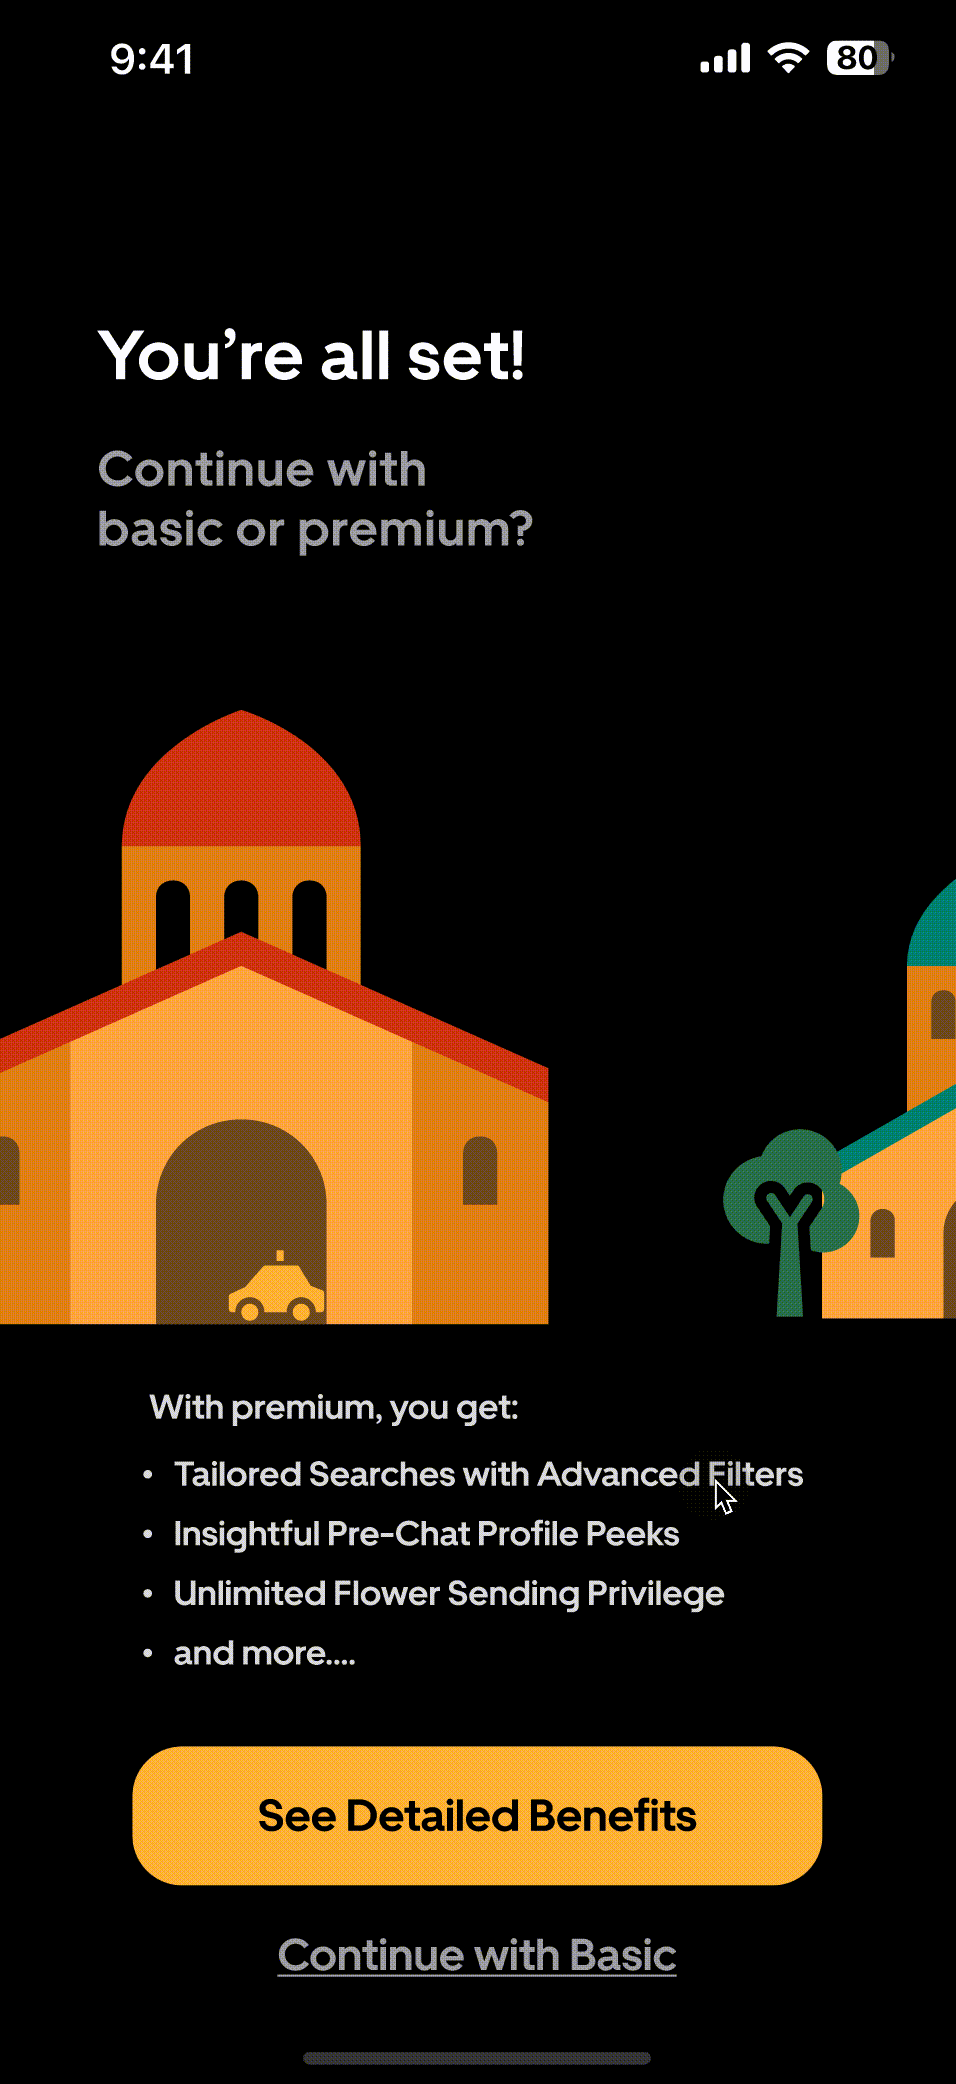 9:41
80
You’re all set!
Continue with
basic or premium?
With premium, you get:
• Tailored Searches with Advanced Filters
• Insightful Pre-Chat Profile Peeks
• Unlimited Flower Sending Privilege
• and more....
See Detailed Benefits
Continue with Basic